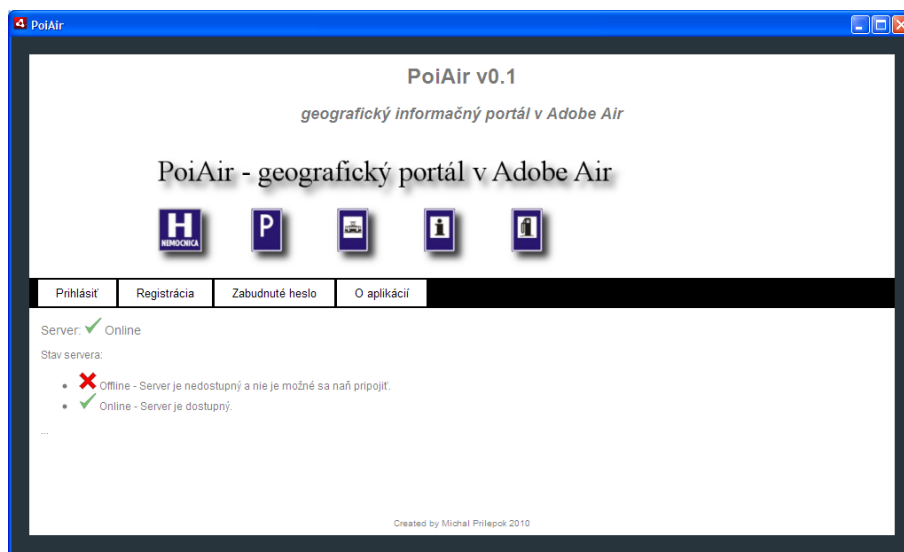 PoiAir
PoiAir v0.1
geografický informačný portál v Adobe Air
PoiAir - geografický portál v Adobe Air
H P i
NEMOCNICA
Prihlásiť Registrácia Zabudnuté heslo O aplikácií
Server: Online
Stav servera:
Offline - Server je nedostupný a nie je možné sa naň pripojiť.
Online - Server je dostupný.
...
Created by Michal Prilepok 2010